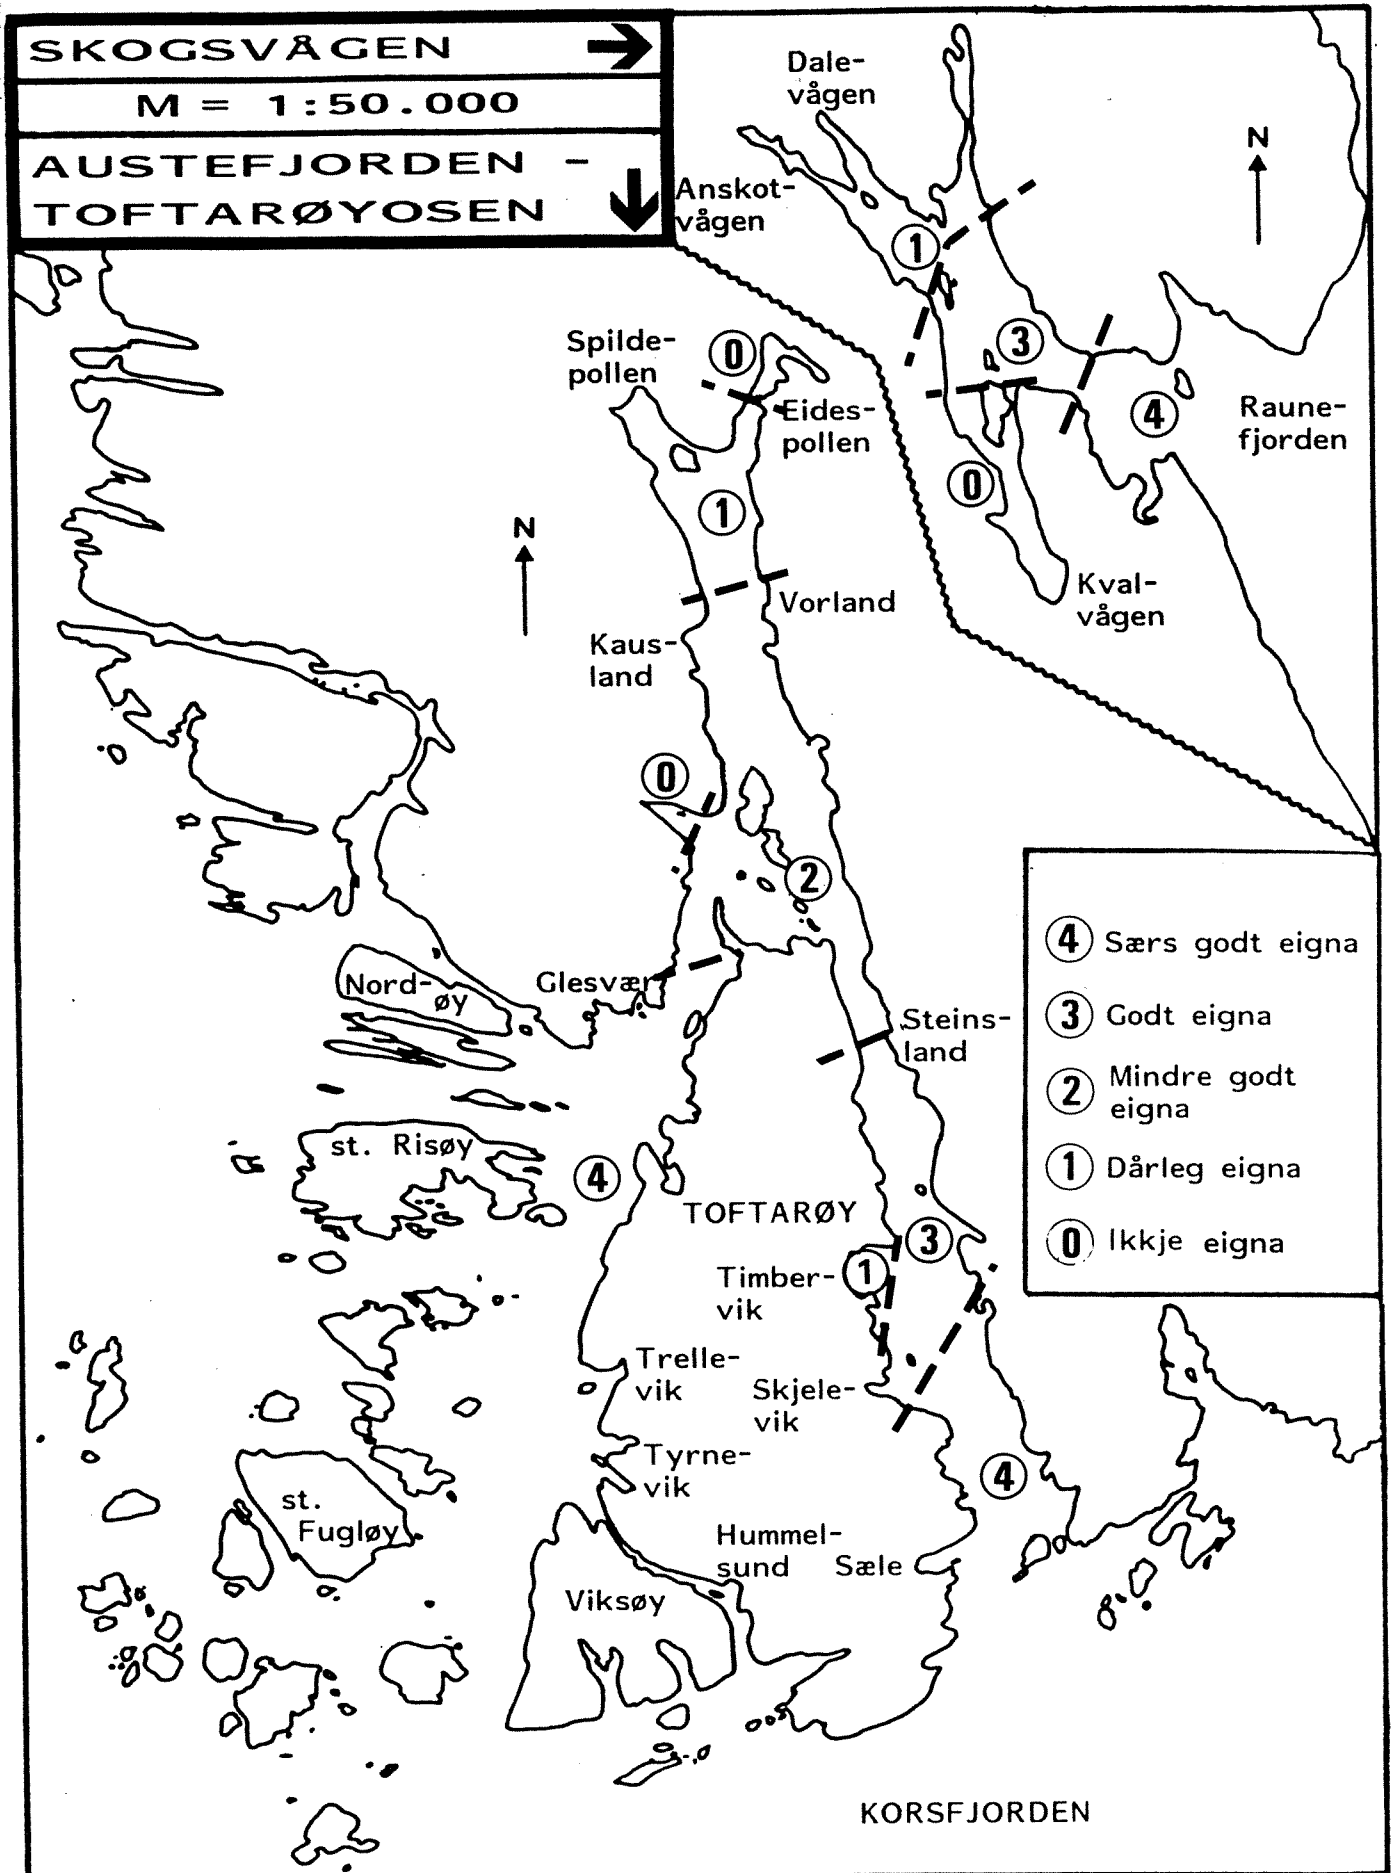 SKOGSVÅGEN
M = 1:50.000
AUSTEFJORDEN -
TOFTARØYOSEN
Dale-
vågen
N
Anskot-
vågen
1
3
4
Raune-
fjorden
0
Kval-
vågen
Spilde-
pollen
0
Eides-
pollen
1
N
Vorland
Kaus-
land
0
2
Nord-
øy
Glesvær
Steins-
land
st. Risøy
4
TOFTARØY
3
Timber-
vik
1
Trelle-
vik
Skjele-
vik
Tyrne-
vik
4
st.
Fugløy
Hummel-
sund
Sæle
Viksøy
KORSFJORDEN
4 Særs godt eigna
3 Godt eigna
2 Mindre godt
eigna
1 Dårleg eigna
0 Ikkje eigna